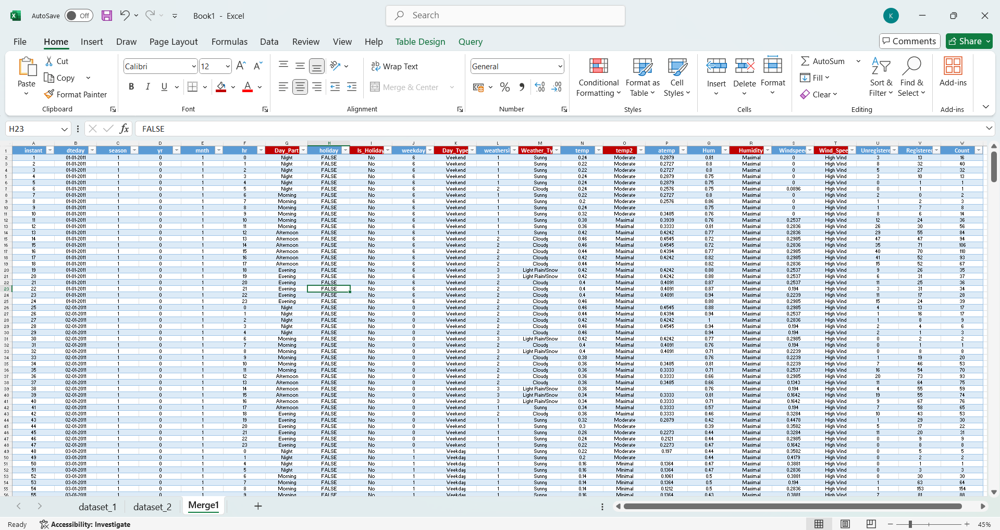 AutoSave Off Book1 - Excel Search K
File Home Insert Draw Page Layout Formulas Data Review View Help Table Design Query Comments Share
Paste Cut Copy Format Painter Clipboard
Calibri 12 B I U A A Font
Wrap Text Merge & Center Alignment
General % Number
Conditional Formatting Format as Table Cell Styles Styles
Insert Delete Format Cells
AutoSum Fill Clear Sort & Filter Find & Select Editing
Add-ins Add-ins
H23 fx FALSE
A B C D E F G H I J K L M N O P Q R S T U V W
1 instant dteday season yr mnth hr Day_Part holiday Is_Holiday weekday Day_Type weathersi Weather_Ty temp temp2 atemp Hum Humidity Windspee Wind_Spee Unregistere Registered Count
2 1 01-01-2011 1 0 1 0 Night FALSE No 6 Weekend 1 Sunny 0.24 Moderate 0.2879 0.81 Maximal 0 High Wind 3 13 16
3 2 01-01-2011 1 0 1 1 Night FALSE No 6 Weekend 1 Sunny 0.22 Moderate 0.2727 0.8 Maximal 0 High Wind 8 32 40
4 3 01-01-2011 1 0 1 2 Night FALSE No 6 Weekend 1 Sunny 0.22 Moderate 0.2727 0.8 Maximal 0 High Wind 5 27 32
5 4 01-01-2011 1 0 1 3 Night FALSE No 6 Weekend 1 Sunny 0.24 Moderate 0.2879 0.75 Maximal 0 High Wind 3 10 13
6 5 01-01-2011 1 0 1 4 Night FALSE No 6 Weekend 1 Sunny 0.24 Moderate 0.2879 0.75 Maximal 0 High Wind 0 1 1
7 6 01-01-2011 1 0 1 5 Night FALSE No 6 Weekend 2 Cloudy 0.24 Moderate 0.2576 0.75 Maximal 0.0896 High Wind 0 1 1
8 7 01-01-2011 1 0 1 6 Morning FALSE No 6 Weekend 1 Sunny 0.22 Moderate 0.2727 0.8 Maximal 0 High Wind 2 0 2
9 8 01-01-2011 1 0 1 7 Morning FALSE No 6 Weekend 1 Sunny 0.2 Moderate 0.2576 0.86 Maximal 0 High Wind 1 2 3
10 9 01-01-2011 1 0 1 8 Morning FALSE No 6 Weekend 1 Sunny 0.24 Moderate 0.75 Maximal 0 High Wind 1 7 8
11 10 01-01-2011 1 0 1 9 Morning FALSE No 6 Weekend 1 Sunny 0.32 Moderate 0.3485 0.76 Maximal 0 High Wind 8 6 14
12 11 01-01-2011 1 0 1 10 Morning FALSE No 6 Weekend 1 Sunny 0.38 Maximal 0.3939 0.76 Maximal 0.2537 High Wind 12 24 36
13 12 01-01-2011 1 0 1 11 Morning FALSE No 6 Weekend 1 Sunny 0.36 Maximal 0.3333 0.81 Maximal 0.2836 High Wind 26 30 56
14 13 01-01-2011 1 0 1 12 Afternoon FALSE No 6 Weekend 1 Sunny 0.42 Maximal 0.4242 0.77 Maximal 0.2836 High Wind 29 55 84
15 14 01-01-2011 1 0 1 13 Afternoon FALSE No 6 Weekend 2 Cloudy 0.46 Maximal 0.4545 0.72 Maximal 0.2985 High Wind 47 47 94
16 15 01-01-2011 1 0 1 14 Afternoon FALSE No 6 Weekend 2 Cloudy 0.46 Maximal 0.4545 0.72 Maximal 0.2836 High Wind 35 71 106
17 16 01-01-2011 1 0 1 15 Afternoon FALSE No 6 Weekend 2 Cloudy 0.44 Maximal 0.4394 0.77 Maximal 0.2985 High Wind 40 70 110
18 17 01-01-2011 1 0 1 16 Afternoon FALSE No 6 Weekend 2 Cloudy 0.42 Maximal 0.4242 0.82 Maximal 0.2985 High Wind 41 52 93
19 18 01-01-2011 1 0 1 17 Afternoon FALSE No 6 Weekend 2 Cloudy 0.44 Maximal 0.82 Maximal 0.2836 High Wind 15 52 67
20 19 01-01-2011 1 0 1 18 Evening FALSE No 6 Weekend 3 Light Rain/Snow 0.42 Maximal 0.4242 0.88 Maximal 0.2537 High Wind 9 26 35
21 20 01-01-2011 1 0 1 19 Evening FALSE No 6 Weekend 3 Light Rain/Snow 0.42 Maximal 0.4242 0.88 Maximal 0.2537 High Wind 6 31 37
22 21 01-01-2011 1 0 1 20 Evening FALSE No 6 Weekend 2 Cloudy 0.4 Maximal 0.4091 0.87 Maximal 0.2537 High Wind 11 25 36
23 22 01-01-2011 1 0 1 21 Evening FALSE No 6 Weekend 2 Cloudy 0.4 Maximal 0.4091 0.87 Maximal 0.194 High Wind 3 31 34
24 23 01-01-2011 1 0 1 22 Evening FALSE No 6 Weekend 2 Cloudy 0.4 Maximal 0.4091 0.94 Maximal 0.2239 High Wind 11 17 28
25 24 01-01-2011 1 0 1 23 Evening FALSE No 6 Weekend 2 Cloudy 0.46 Maximal 0.88 Maximal 0.2985 High Wind 15 24 39
26 25 02-01-2011 1 0 1 0 Night FALSE No 0 Weekend 2 Cloudy 0.46 Maximal 0.4545 0.88 Maximal 0.2985 High Wind 4 13 17
27 26 02-01-2011 1 0 1 1 Night FALSE No 0 Weekend 2 Cloudy 0.44 Maximal 0.4394 0.94 Maximal 0.2537 High Wind 1 16 17
28 27 02-01-2011 1 0 1 2 Night FALSE No 0 Weekend 2 Cloudy 0.42 Maximal 0.4242 1 Maximal 0.2836 High Wind 1 8 9
29 28 02-01-2011 1 0 1 3 Night FALSE No 0 Weekend 2 Cloudy 0.46 Maximal 0.4545 0.94 Maximal 0.194 High Wind 2 4 6
30 29 02-01-2011 1 0 1 4 Night FALSE No 0 Weekend 2 Cloudy 0.46 Maximal 0.94 Maximal 0.194 High Wind 2 1 3
31 30 02-01-2011 1 0 1 6 Morning FALSE No 0 Weekend 3 Light Rain/Snow 0.42 Maximal 0.4242 0.77 Maximal 0.2985 High Wind 0 2 2
32 31 02-01-2011 1 0 1 7 Morning FALSE No 0 Weekend 2 Cloudy 0.4 Maximal 0.4091 0.76 Maximal 0.194 High Wind 0 1 1
33 32 02-01-2011 1 0 1 8 Morning FALSE No 0 Weekend 3 Light Rain/Snow 0.4 Maximal 0.4091 0.71 Maximal 0.2239 High Wind 0 8 8
34 33 02-01-2011 1 0 1 9 Morning FALSE No 0 Weekend 2 Cloudy 0.38 Maximal 0.76 Maximal 0.2239 High Wind 1 19 20
35 34 02-01-2011 1 0 1 10 Morning FALSE No 0 Weekend 2 Cloudy 0.36 Maximal 0.3485 0.81 Maximal 0.2239 High Wind 7 46 53
36 35 02-01-2011 1 0 1 11 Morning FALSE No 0 Weekend 2 Cloudy 0.36 Maximal 0.3333 0.71 Maximal 0.2537 High Wind 16 54 70
37 36 02-01-2011 1 0 1 12 Afternoon FALSE No 0 Weekend 2 Cloudy 0.36 Maximal 0.3333 0.66 Maximal 0.2985 High Wind 20 73 93
38 37 02-01-2011 1 0 1 13 Afternoon FALSE No 0 Weekend 2 Cloudy 0.36 Maximal 0.3485 0.66 Maximal 0.1343 High Wind 11 64 75
39 38 02-01-2011 1 0 1 14 Afternoon FALSE No 0 Weekend 3 Light Rain/Snow 0.36 Maximal 0.76 Maximal 0.194 High Wind 4 55 59
40 39 02-01-2011 1 0 1 15 Afternoon FALSE No 0 Weekend 3 Light Rain/Snow 0.34 Maximal 0.3333 0.81 Maximal 0.1642 High Wind 19 55 74
41 40 02-01-2011 1 0 1 16 Afternoon FALSE No 0 Weekend 3 Light Rain/Snow 0.34 Maximal 0.3333 0.71 Maximal 0.1642 High Wind 9 67 76
42 41 02-01-2011 1 0 1 17 Afternoon FALSE No 0 Weekend 1 Sunny 0.34 Maximal 0.3333 0.57 Maximal 0.194 High Wind 7 58 65
43 42 02-01-2011 1 0 1 18 Evening FALSE No 0 Weekend 2 Cloudy 0.36 Maximal 0.3333 0.46 Maximal 0.3284 High Wind 10 43 53
44 43 02-01-2011 1 0 1 19 Evening FALSE No 0 Weekend 1 Sunny 0.32 Moderate 0.2879 0.42 Maximal 0.4478 High Wind 1 29 30
45 44 02-01-2011 1 0 1 20 Evening FALSE No 0 Weekend 1 Sunny 0.3 Moderate 0.39 Maximal 0.3582 High Wind 5 17 22
46 45 02-01-2011 1 0 1 21 Evening FALSE No 0 Weekend 1 Sunny 0.26 Moderate 0.2273 0.44 Maximal 0.3284 High Wind 11 20 31
47 46 02-01-2011 1 0 1 22 Evening FALSE No 0 Weekend 1 Sunny 0.24 Moderate 0.2121 0.44 Maximal 0.2985 High Wind 0 9 9
48 47 02-01-2011 1 0 1 23 Evening FALSE No 0 Weekend 1 Sunny 0.22 Moderate 0.2273 0.47 Maximal 0.1642 High Wind 0 8 8
49 48 03-01-2011 1 0 1 0 Night FALSE No 1 Weekday 1 Sunny 0.22 Moderate 0.197 0.44 Maximal 0.3582 High Wind 0 5 5
50 49 03-01-2011 1 0 1 1 Night FALSE No 1 Weekday 1 Sunny 0.2 Moderate 0.44 Maximal 0.4179 High Wind 0 2 2
51 50 03-01-2011 1 0 1 4 Night FALSE No 1 Weekday 1 Sunny 0.16 Minimal 0.1364 0.47 Maximal 0.3881 High Wind 0 1 1
52 51 03-01-2011 1 0 1 5 Night FALSE No 1 Weekday 1 Sunny 0.16 Minimal 0.1364 0.47 Maximal 0.2836 High Wind 0 3 3
53 52 03-01-2011 1 0 1 6 Morning FALSE No 1 Weekday 1 Sunny 0.14 Minimal 0.1061 0.5 Maximal 0.3881 High Wind 0 30 30
54 53 03-01-2011 1 0 1 7 Morning FALSE No 1 Weekday 1 Sunny 0.14 Minimal 0.1364 0.5 Maximal 0.194 High Wind 1 63 64
55 54 03-01-2011 1 0 1 8 Morning FALSE No 1 Weekday 1 Sunny 0.14 Minimal 0.1212 0.5 Maximal 0.2836 High Wind 1 153 154
56 55 03-01-2011 1 0 1 9 Morning FALSE No 1 Weekday 1 Sunny 0.16 Minimal 0.1364 0.43 Maximal 0.3881 High Wind 7 81 88
dataset_1 dataset_2 Merge1 +
Ready Accessibility: Investigate 45%